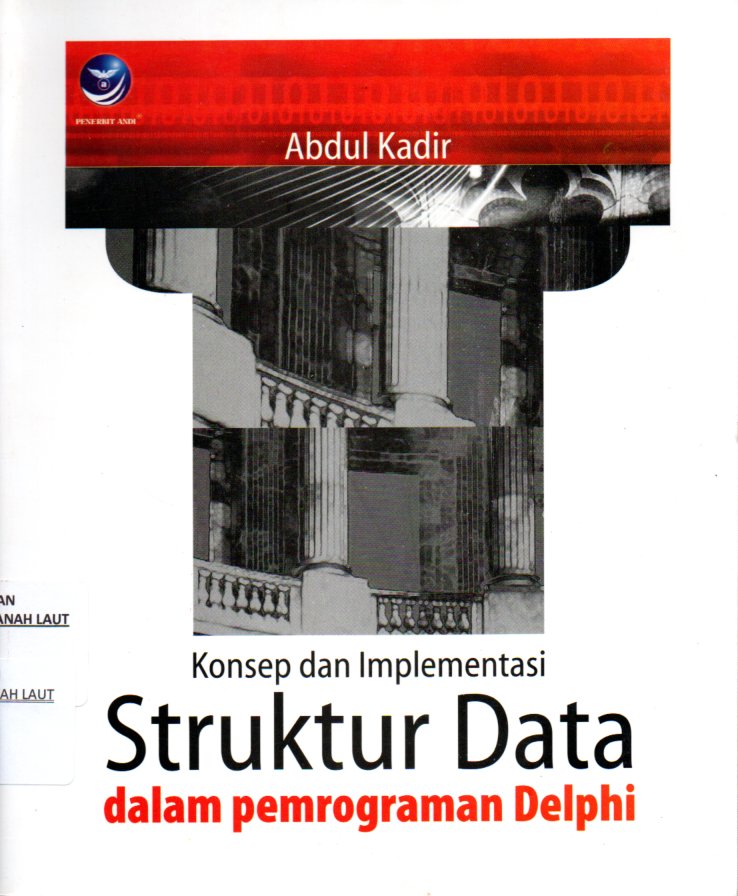 PENERBIT ANDI®
Abdul Kadir
AN
ANAH LAUT
AH LAUT
Konsep dan Implementasi
Struktur Data
dalam pemrograman Delphi